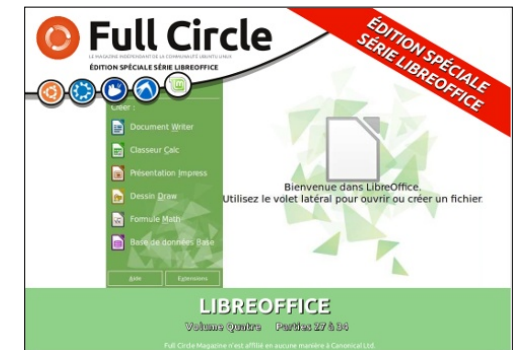 Full Circle
LE MAGAZINE INDÉPENDANT DE LA COMMUNAUTÉ UBUNTU LINUX
ÉDITION SPÉCIALE SÉRIE LIBREOFFICE
ÉDITION SPÉCIALE
SÉRIE LIBREOFFICE
Créer :
Document Writer
Classeur Calc
Présentation Impress
Dessin Draw
Formule Math
Base de données Base
Aide
Extensions
Bienvenue dans LibreOffice.
Utilisez le volet latéral pour ouvrir ou créer un fichier
LIBREOFFICE
Volume Quatre Parties 27 à 34
Full Circle Magazine n'est affilié en aucune manière à Canonical Ltd.